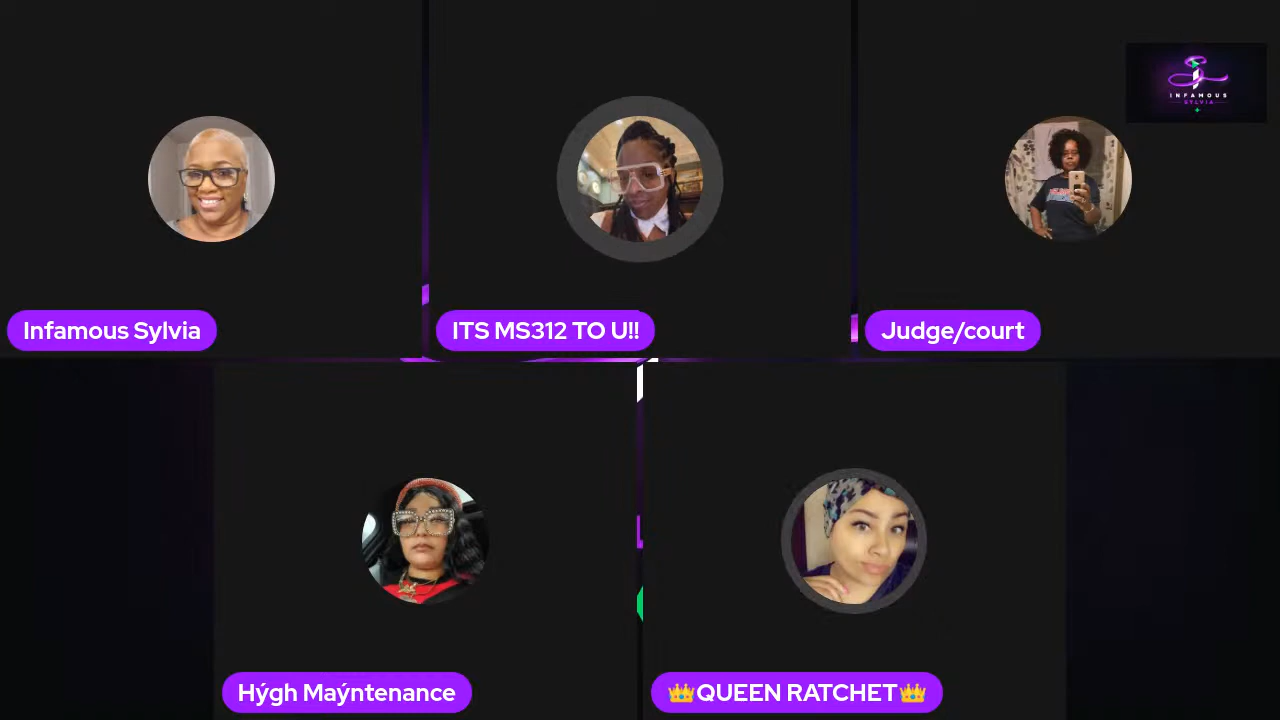 INFAMOUS
SYLVIA
Infamous Sylvia
ITS MS312 TO U!!
Judge/court
Hýgh Maýntenance
👑QUEEN RATCHET👑